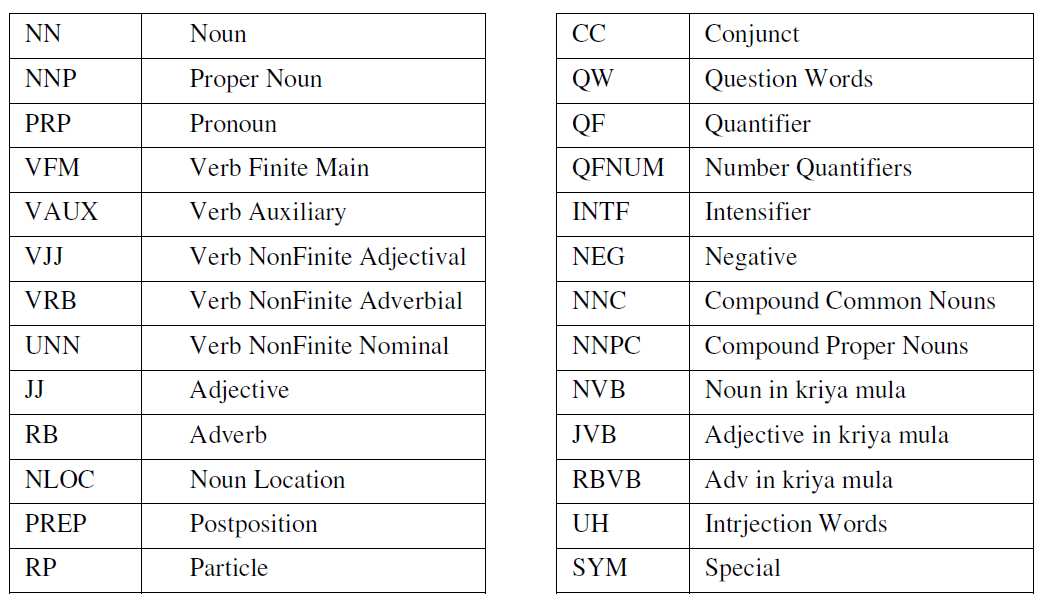 NN Noun
NNP Proper Noun
PRP Pronoun
VFM Verb Finite Main
VAUX Verb Auxiliary
VJJ Verb NonFinite Adjectival
VRB Verb NonFinite Adverbial
UNN Verb NonFinite Nominal
JJ Adjective
RB Adverb
NLOC Noun Location
PREP Postposition
RP Particle
CC Conjunct
QW Question Words
QF Quantifier
QFNUM Number Quantifiers
INTF Intensifier
NEG Negative
NNC Compound Common Nouns
NNPC Compound Proper Nouns
NVB Noun in kriya mula
JVB Adjective in kriya mula
RBVB Adv in kriya mula
UH Intrjection Words
SYM Special